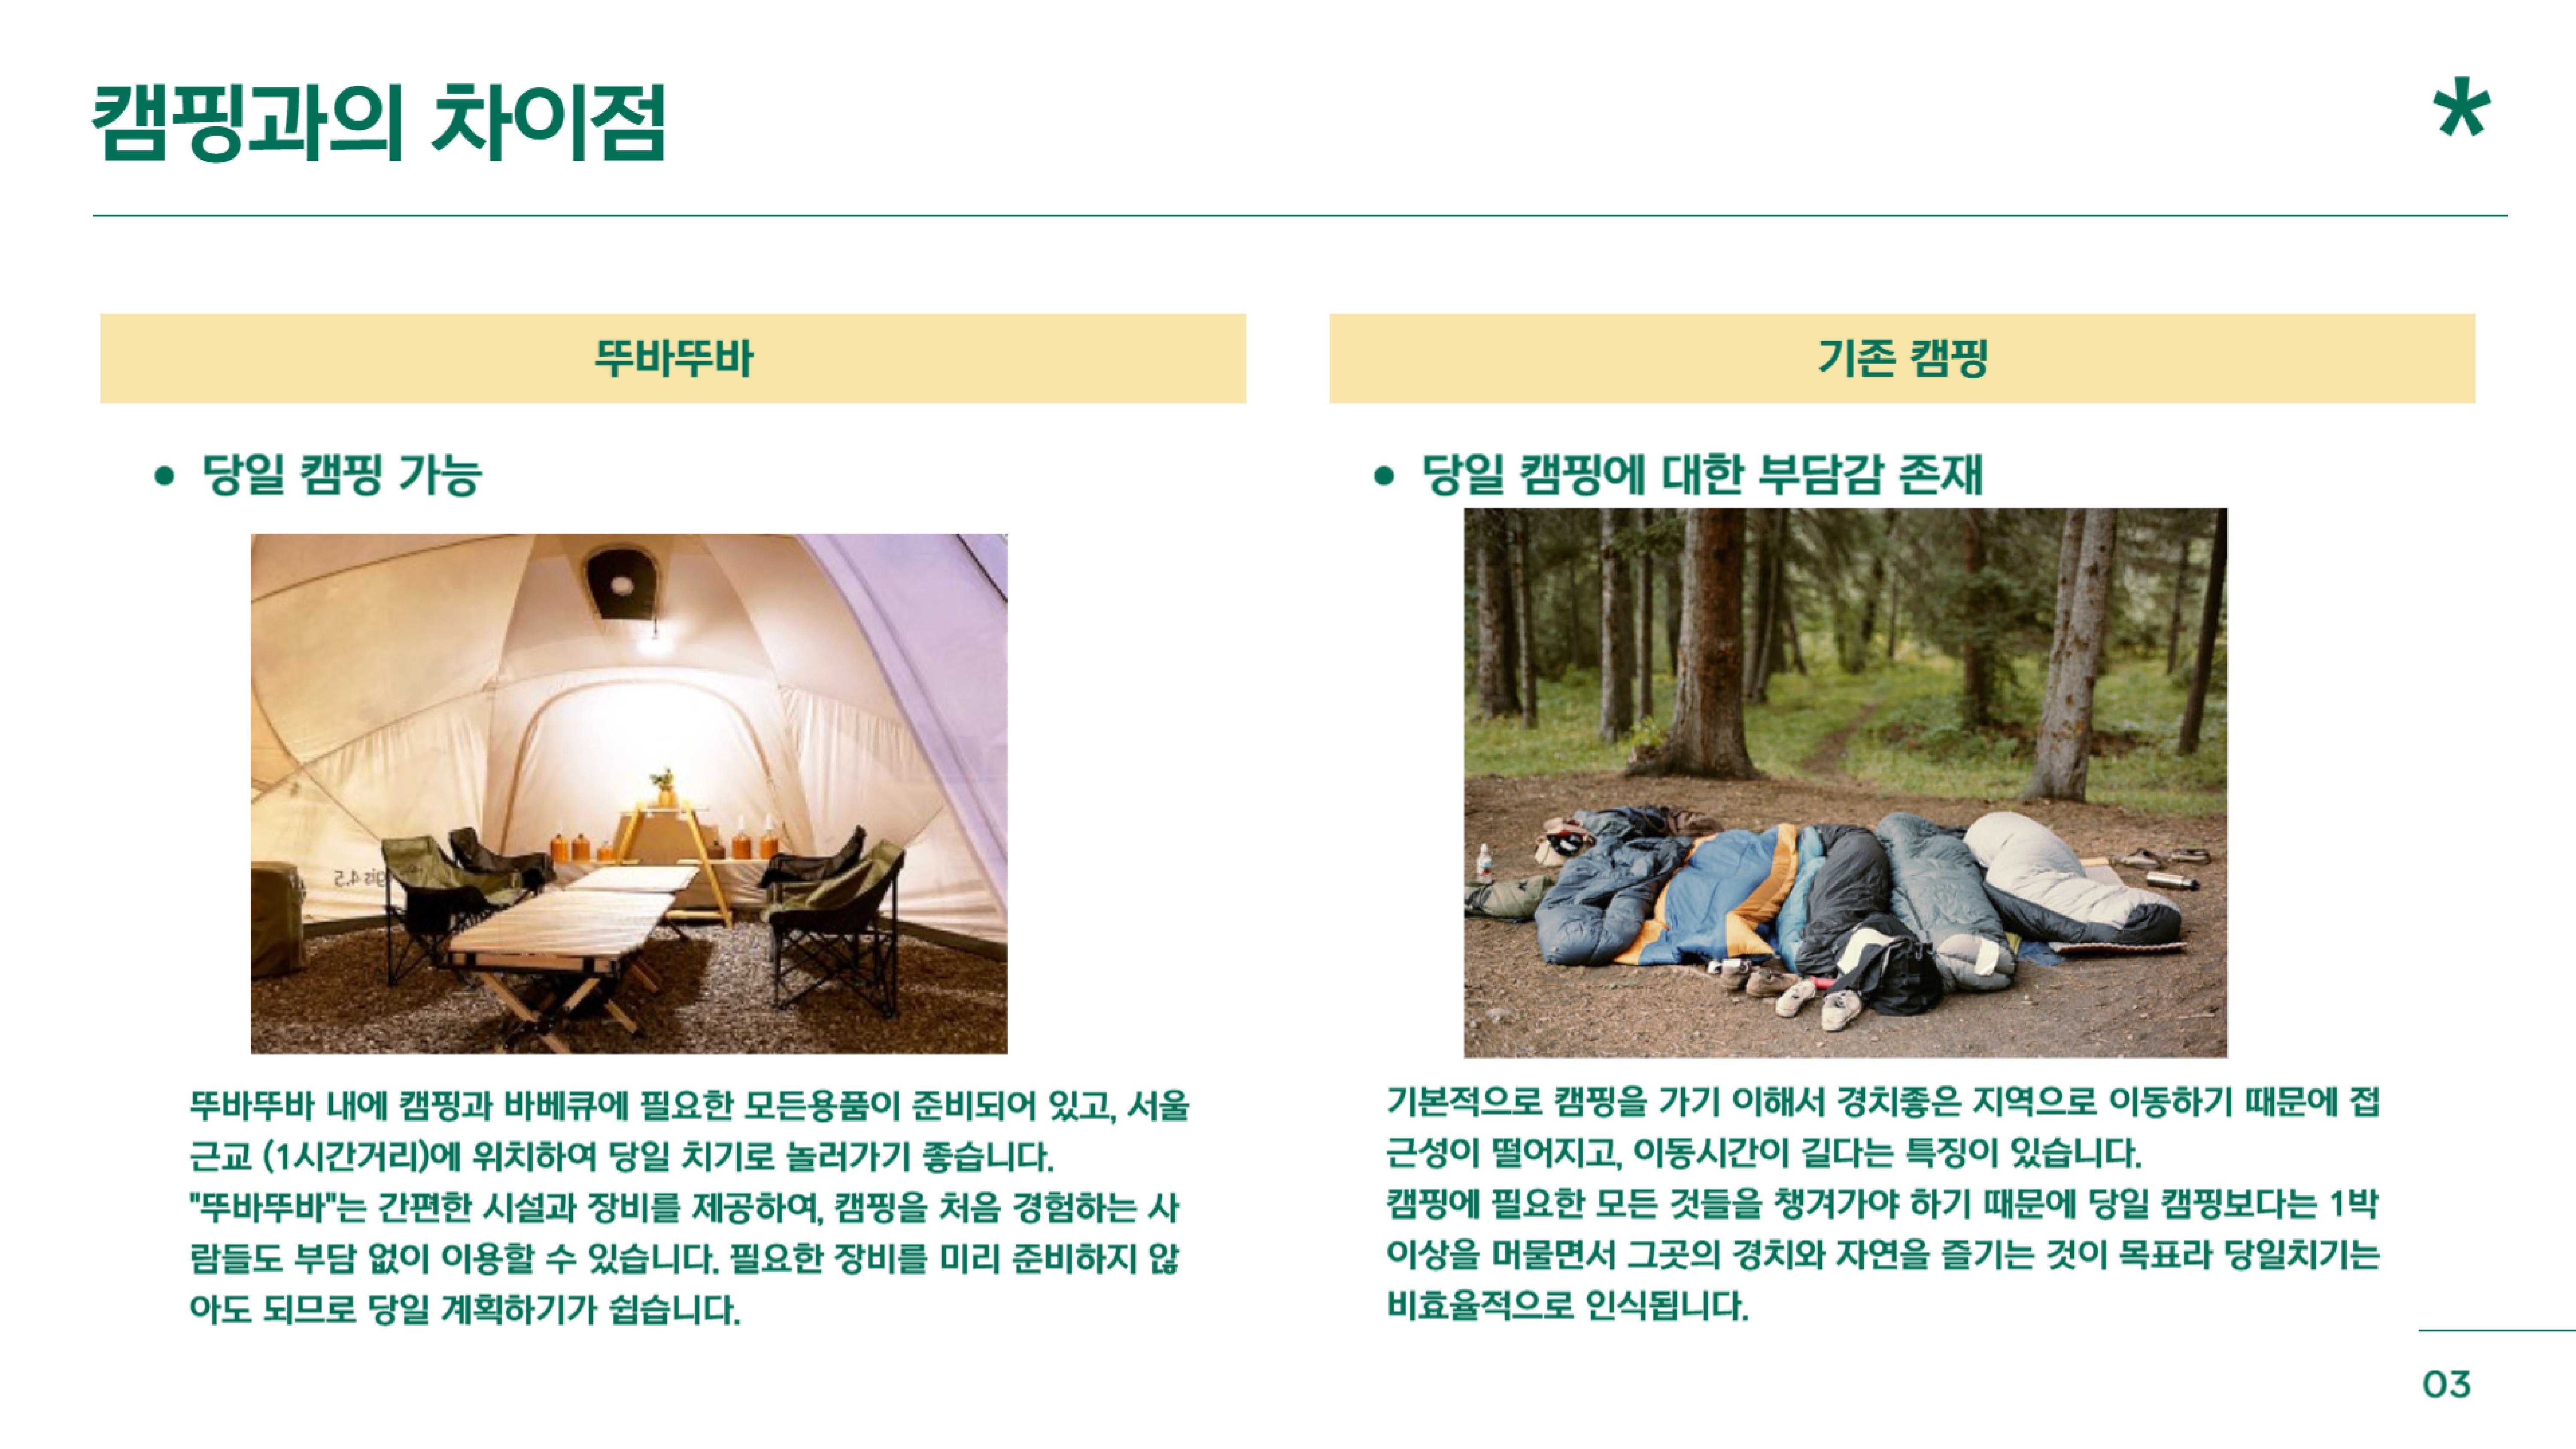 캠핑과의 차이점
*
뚜바뚜바
당일 캠핑 가능
뚜바뚜바 내에 캠핑과 바베큐에 필요한 모든용품이 준비되어 있고, 서울
근교 (1시간거리)에 위치하여 당일 치기로 놀러가기 좋습니다.
"뚜바뚜바"는 간편한 시설과 장비를 제공하여, 캠핑을 처음 경험하는 사
람들도 부담 없이 이용할 수 있습니다. 필요한 장비를 미리 준비하지 않
아도 되므로 당일 계획하기가 쉽습니다.
기존 캠핑
당일 캠핑에 대한 부담감 존재
기본적으로 캠핑을 가기 이해서 경치좋은 지역으로 이동하기 때문에 접
근성이 떨어지고, 이동시간이 길다는 특징이 있습니다.
캠핑에 필요한 모든 것들을 챙겨가야 하기 때문에 당일 캠핑보다는 1박
이상을 머물면서 그곳의 경치와 자연을 즐기는 것이 목표라 당일치기는
비효율적으로 인식됩니다.
03